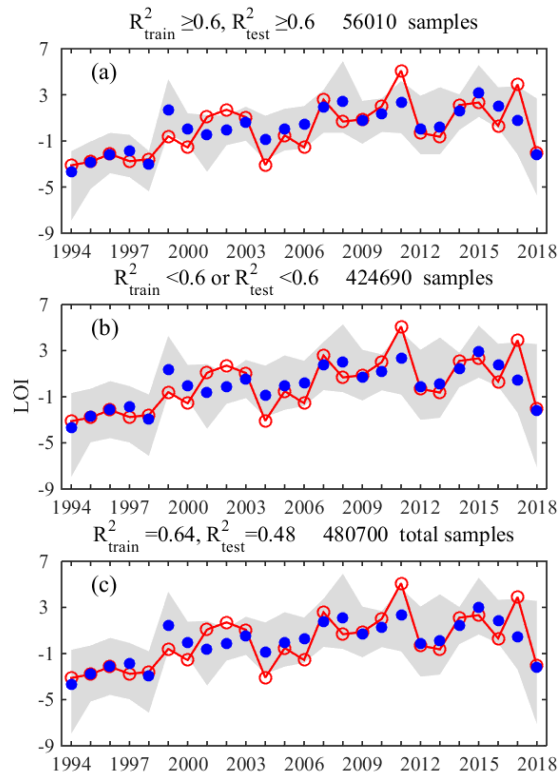 R²train ≥0.6, R²test ≥0.6 56010 samples
(a)
7
3
-1
-5
-9
1994 1997 2000 2003 2006 2009 2012 2015 2018
R²train <0.6 or R²test <0.6 424690 samples
(b)
7
3
-1
-5
-9
LOI
1994 1997 2000 2003 2006 2009 2012 2015 2018
R²train =0.64, R²test=0.48 480700 total samples
(c)
7
3
-1
-5
-9
1994 1997 2000 2003 2006 2009 2012 2015 2018